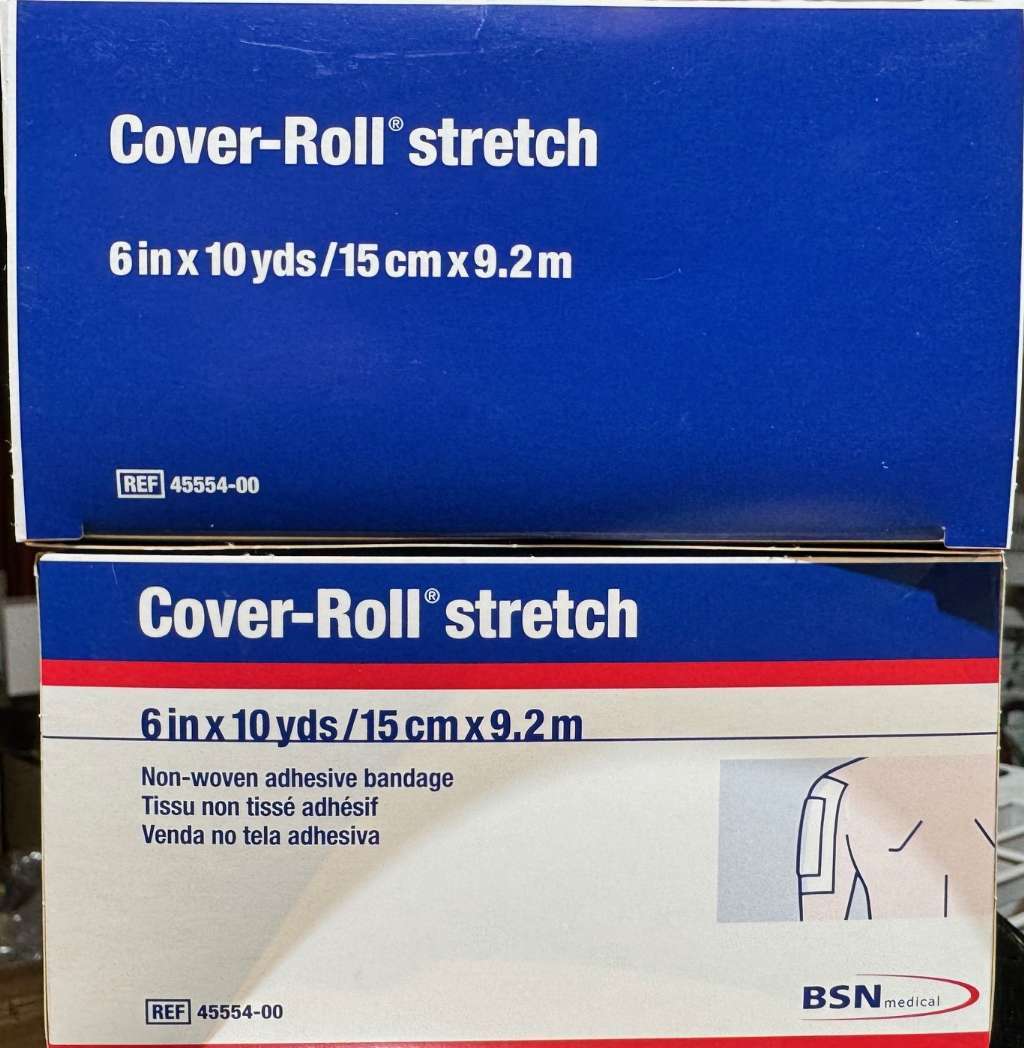 Cover-Roll® stretch
6 in x 10 yds/15 cm x 9.2 m
REF 45554-00
Cover-Roll® stretch
6 in x 10 yds/15 cm x 9.2 m
Non-woven adhesive bandage
Tissu non tissé adhésif
Venda no tela adhesiva
REF 45554-00
BSN medical